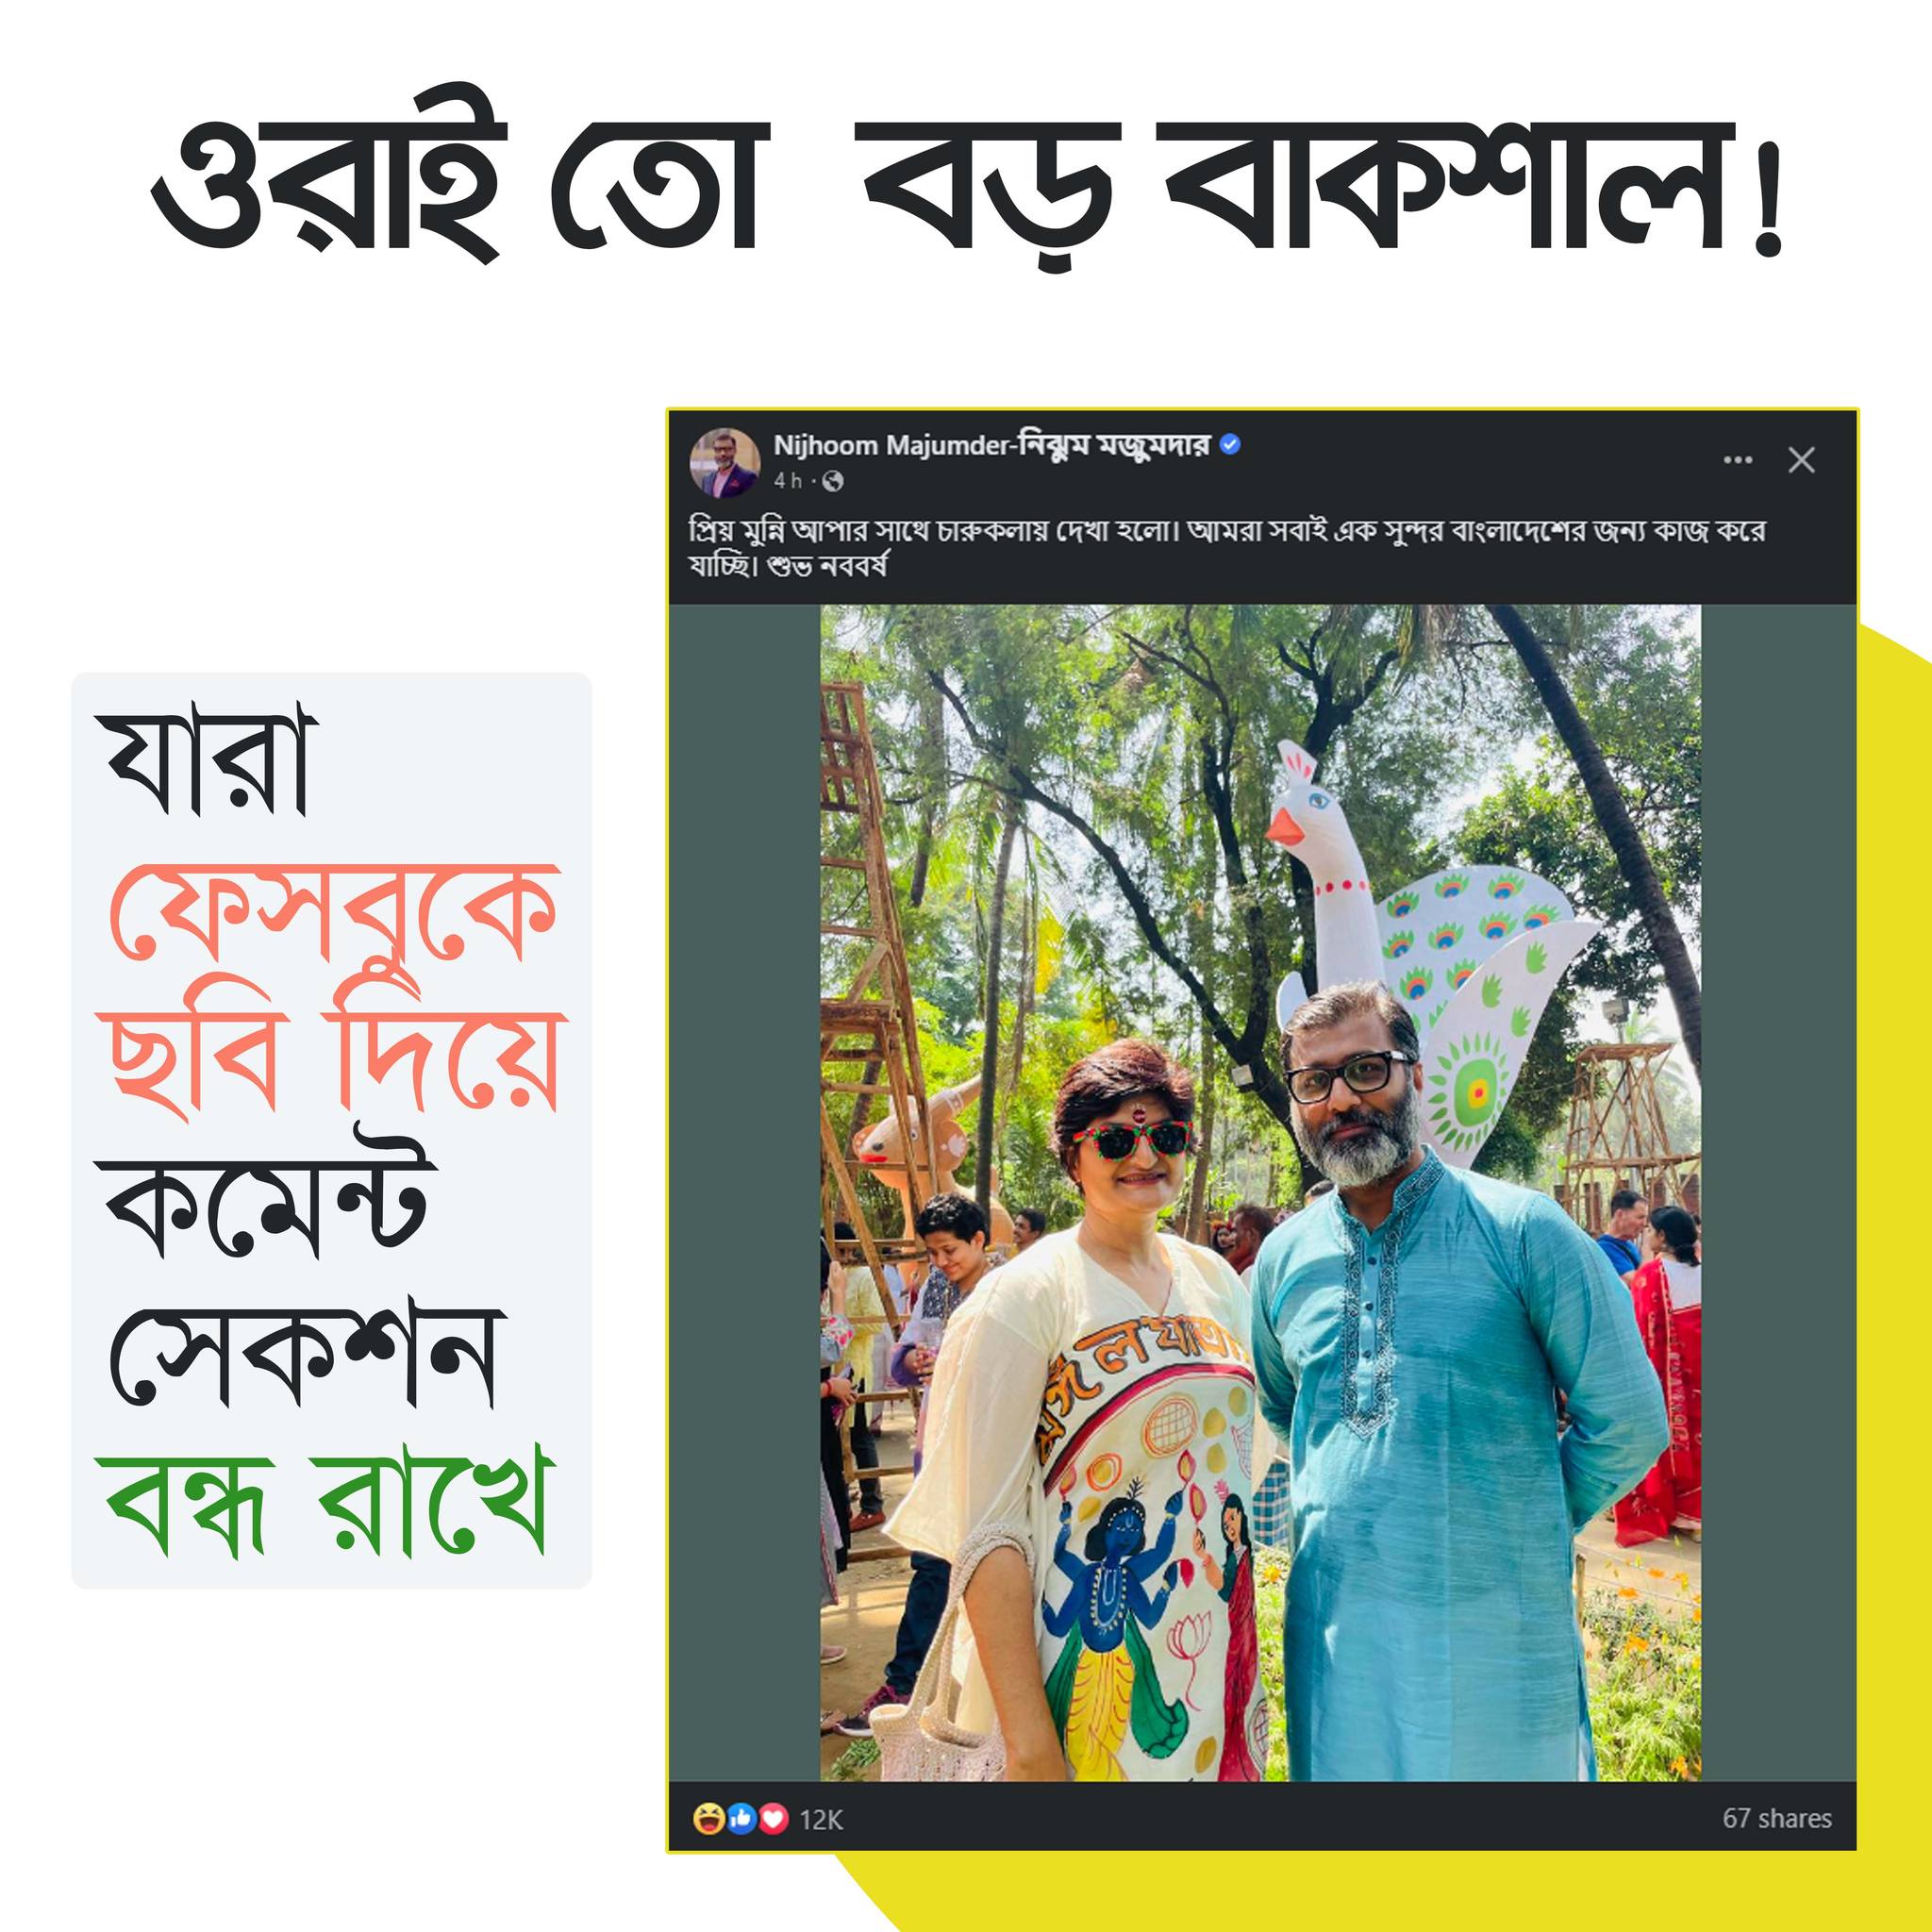 ওরাই তো বড় বাকশাল!
যারা
ফেসবুকে
ছবি দিয়ে
কমেন্ট
সেকশন
বন্ধ রাখে
Nijhoom Majumder-নিঝুম মজুমদার
4 h
প্রিয় মুন্নি আপার সাথে চারুকলায় দেখা হলো। আমরা সবাই এক সুন্দর বাংলাদেশের জন্য কাজ করে
যাচ্ছি। শুভ নববর্ষ
মঙ্গল যাত্রা
12K
67 shares